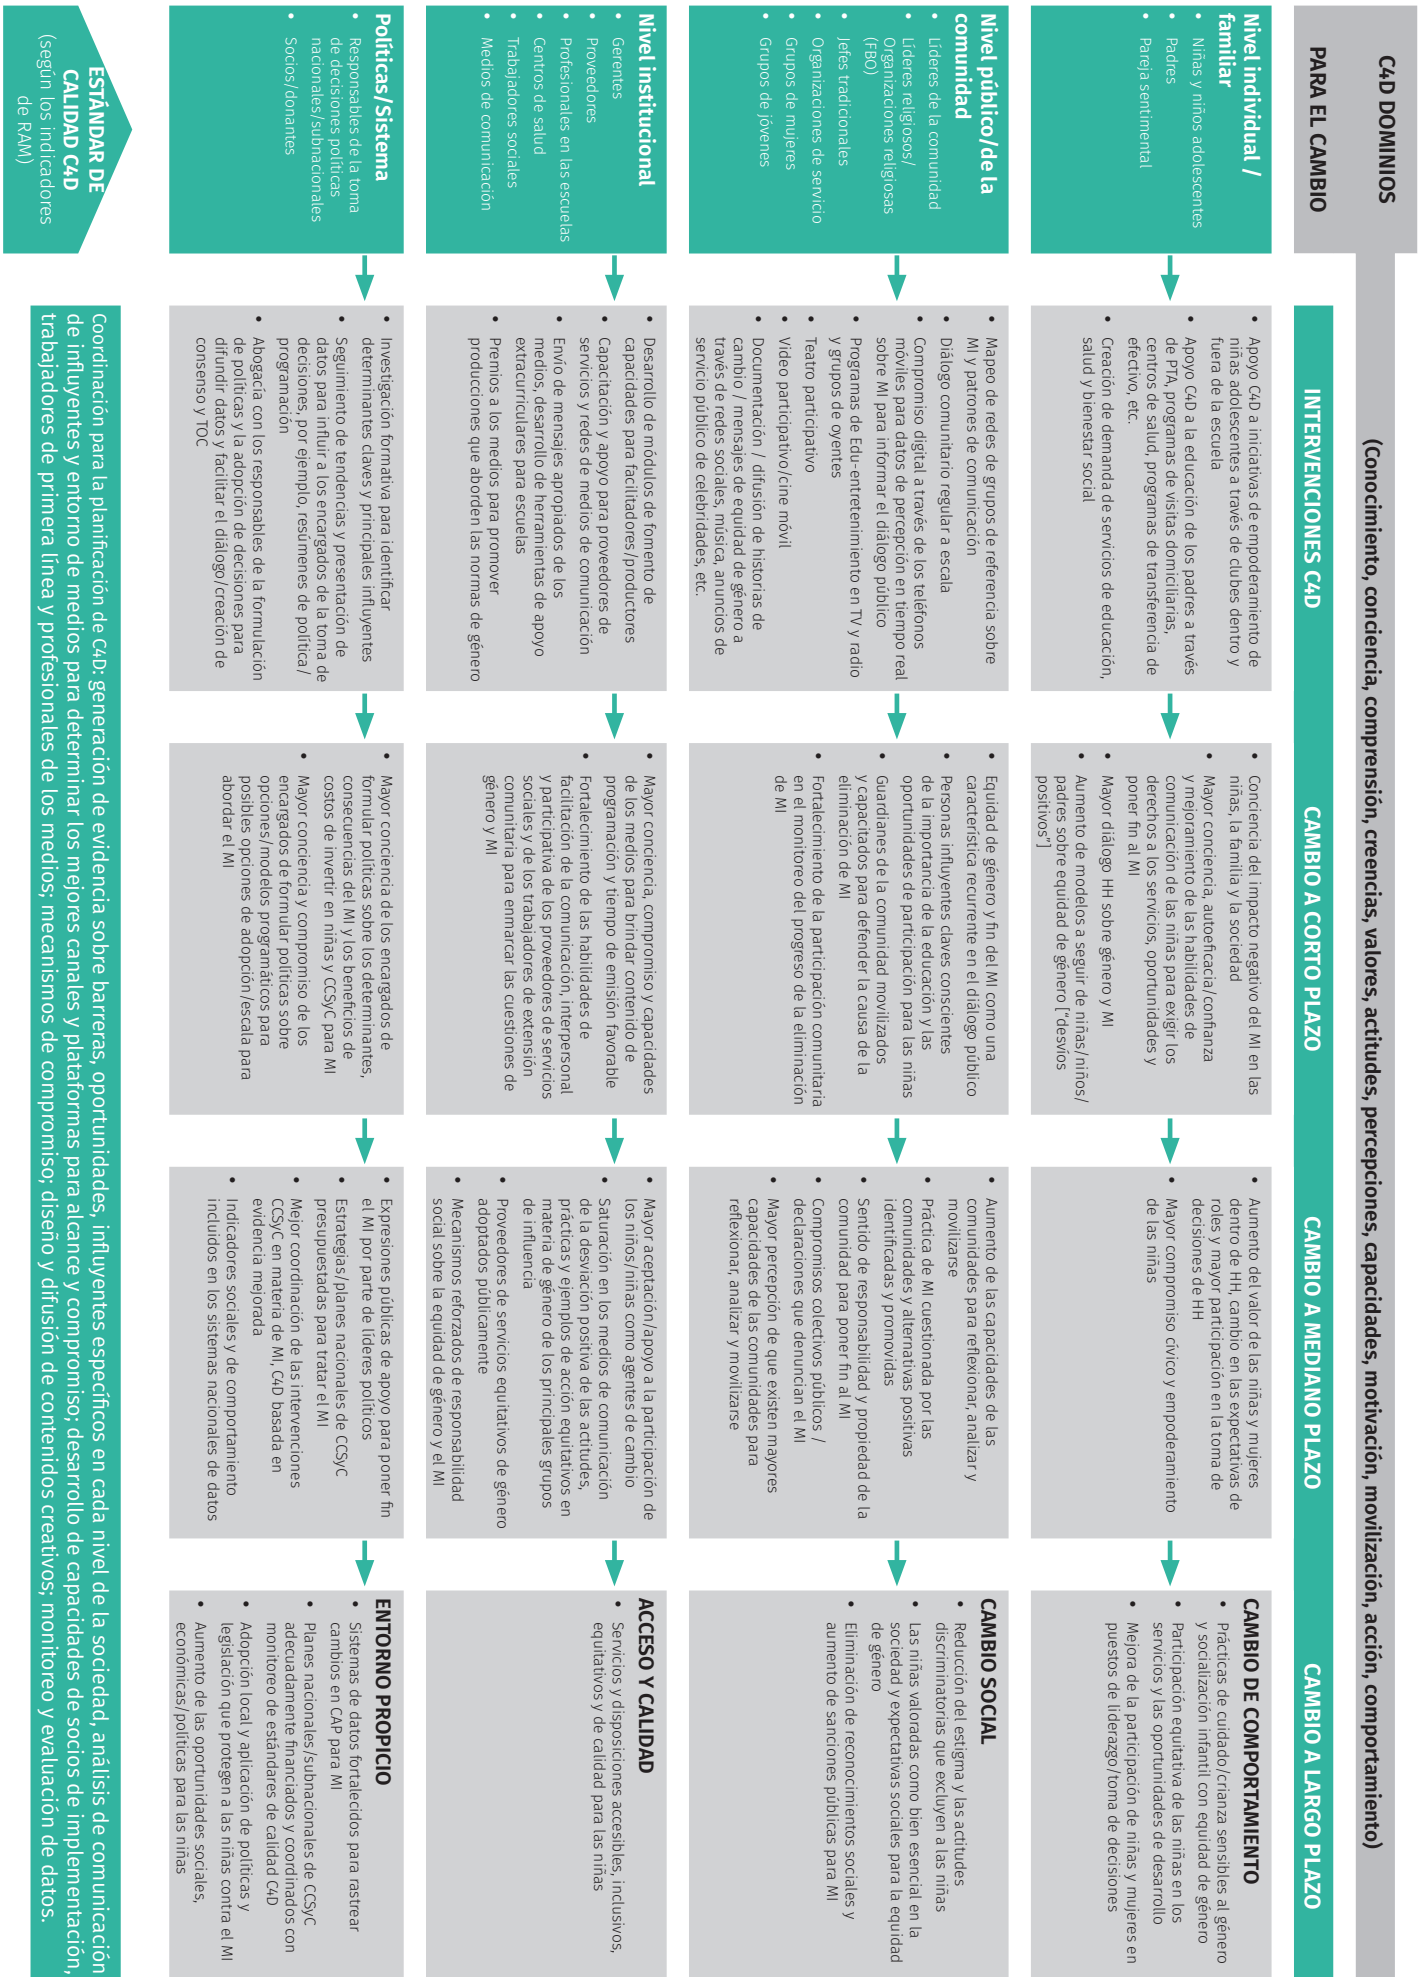 C4D DOMINIOS
PARA EL CAMBIO
(Conocimiento, conciencia, comprensión, creencias, valores, actitudes, percepciones, capacidades, motivación, movilización, acción, comportamiento)
INTERVENCIONES C4D
CAMBIO A CORTO PLAZO
CAMBIO A MEDIANO PLAZO
CAMBIO A LARGO PLAZO
Nivel individual /
familiar
• Niñas y niños adolescentes
• Padres
• Pareja sentimental
• Apoyo C4D a iniciativas de empoderamiento de
niñas adolescentes a través de clubes dentro y
fuera de la escuela
• Apoyo C4D a la educación de los padres a través
de PTA, programas de visitas domiciliarias,
centros de salud, programas de transferencia de
efectivo, etc.
• Creación de demanda de servicios de educación,
salud y bienestar social
• Conciencia del impacto negativo del MI en las
niñas, la familia y la sociedad
• Mayor conciencia, autoeficacia/confianza
y mejoramiento de las habilidades de
comunicación de las niñas para exigir los
derechos a los servicios, oportunidades y
poner fin al MI
• Mayor diálogo HH sobre género y MI
• Aumento de modelos a seguir de niñas/niños/
padres sobre equidad de género ["desvíos
positivos"]
• Aumento del valor de las niñas y mujeres
dentro de HH, cambio en las expectativas de
roles y mayor participación en la toma de
decisiones de HH
• Mayor compromiso cívico y empoderamiento
de las niñas
CAMBIO DE COMPORTAMIENTO
• Prácticas de cuidado/crianza sensibles al género
y socialización infantil con equidad de género
• Participación equitativa de las niñas en los
servicios y las oportunidades de desarrollo
• Mejora de la participación de niñas y mujeres en
puestos de liderazgo/toma de decisiones
Nivel público/de la
comunidad
• Líderes de la comunidad
• Líderes religiosos/
Organizaciones religiosas
(FBO)
• Jefes tradicionales
• Organizaciones de servicio
• Grupos de mujeres
• Grupos de jóvenes
• Mapeo de redes de grupos de referencia sobre
MI y patrones de comunicación
• Diálogo comunitario regular a escala
• Compromiso digital a través de los teléfonos
móviles para datos de percepción en tiempo real
sobre MI para informar el diálogo público
• Programas de Edu-entretenimiento en TV y radio
y grupos de oyentes
• Teatro participativo
• Video participativo/cine móvil
• Documentación / difusión de historias de
cambio / mensajes de equidad de género a
través de redes sociales, música, anuncios de
servicio público de celebridades, etc.
• Equidad de género y fin del MI como una
característica recurrente en el diálogo público
• Personas influyentes claves conscientes
de la importancia de la educación y las
oportunidades de participación para las niñas
• Guardianes de la comunidad movilizados
y capacitados para defender la causa de la
eliminación de MI
• Fortalecimiento de la participación comunitaria
en el monitoreo del progreso de la eliminación
de MI
• Aumento de las capacidades de las
comunidades para reflexionar, analizar y
movilizarse
• Práctica de MI cuestionada por las
comunidades y alternativas positivas
identificadas y promovidas
• Sentido de responsabilidad y propiedad de la
comunidad para poner fin al MI
• Compromisos colectivos públicos /
declaraciones que denuncian el MI
• Mayor percepción de que existen mayores
capacidades de las comunidades para
reflexionar, analizar y movilizarse
CAMBIO SOCIAL
• Reducción del estigma y las actitudes
discriminatorias que excluyen a las niñas
• Las niñas valoradas como bien esencial en la
sociedad y expectativas sociales para la equidad
de género
• Eliminación de reconocimientos sociales y
aumento de sanciones públicas para MI
Nivel institucional
• Gerentes
• Proveedores
• Profesionales en las escuelas
• Centros de salud
• Trabajadores sociales
• Medios de comunicación
• Desarrollo de módulos de fomento de
capacidades para facilitadores/productores
• Capacitación y apoyo para proveedores de
servicios y redes de medios de comunicación
• Envío de mensajes apropiados de los
medios, desarrollo de herramientas de apoyo
extracurriculares para escuelas
• Premios a los medios para promover
producciones que aborden las normas de género
• Mayor conciencia, compromiso y capacidades
de los medios para brindar contenido de
programación y tiempo de emisión favorable
• Fortalecimiento de las habilidades de
facilitación de la comunicación, interpersonal
y participativa de los proveedores de servicios
sociales y de los trabajadores de extensión
comunitaria para enmarcar las cuestiones de
género y MI
• Mayor aceptación/apoyo a la participación de
los niños/niñas como agentes de cambio
• Saturación en los medios de comunicación
de la desviación positiva de las actitudes,
prácticas y ejemplos de acción equitativos en
materia de género de los principales grupos
de influencia
• Proveedores de servicios equitativos de género
adoptados públicamente
• Mecanismos reforzados de responsabilidad
social sobre la equidad de género y el MI
ACCESO Y CALIDAD
• Servicios y disposiciones accesibles, inclusivos,
equitativos y de calidad para las niñas
Políticas/Sistema
• Responsables de la toma
de decisiones políticas
nacionales/subnacionales
• Socios/donantes
• Investigación formativa para identificar
determinantes claves y principales influyentes
• Seguimiento de tendencias y presentación de
datos para influir a los encargados de la toma de
decisiones, por ejemplo, resúmenes de política/
programación
• Abogacía con los responsables de la formulación
de políticas y la adopción de decisiones para
difundir datos y facilitar el diálogo/creación de
consenso y TOC
• Mayor conciencia de los encargados de
formular políticas sobre los determinantes,
consecuencias del MI y los beneficios de
costos de invertir en niñas y CCSyC para MI
• Mayor conciencia y compromiso de los
encargados de formular políticas sobre
opciones/modelos programáticos para
posibles opciones de adopción/escala para
abordar el MI
• Expresiones públicas de apoyo para poner fin
el MI por parte de líderes políticos
• Estrategias/planes nacionales de CCSyC
presupuestadas para tratar el MI
• Mejor coordinación de las intervenciones
CCSyC en materia de MI, C4D basada en
evidencia mejorada
• Indicadores sociales y de comportamiento
incluidos en los sistemas nacionales de datos
ENTORNO PROPICIO
• Sistemas de datos fortalecidos para rastrear
cambios en CAP para MI
• Planes nacionales/subnacionales de CCSyC
adecuadamente financiados y coordinados con
monitoreo de estándares de calidad C4D
• Adopción local y aplicación de políticas y
legislación que protegen a las niñas contra el MI
• Aumento de las oportunidades sociales,
económicas/políticas para las niñas
ESTÁNDAR DE
CALIDAD C4D
(según los indicadores
de RAM)
Coordinación para la planificación de C4D: generación de evidencia sobre barreras, oportunidades, influyentes específicos en cada nivel de la sociedad, análisis de comunicación
de influyentes y entorno de medios para determinar los mejores canales y plataformas para alcance y compromiso; desarrollo de capacidades de socios de implementación,
trabajadores de primera línea y profesionales de los medios; mecanismos de compromiso; diseño y difusión de contenidos creativos; monitoreo y evaluación de datos.